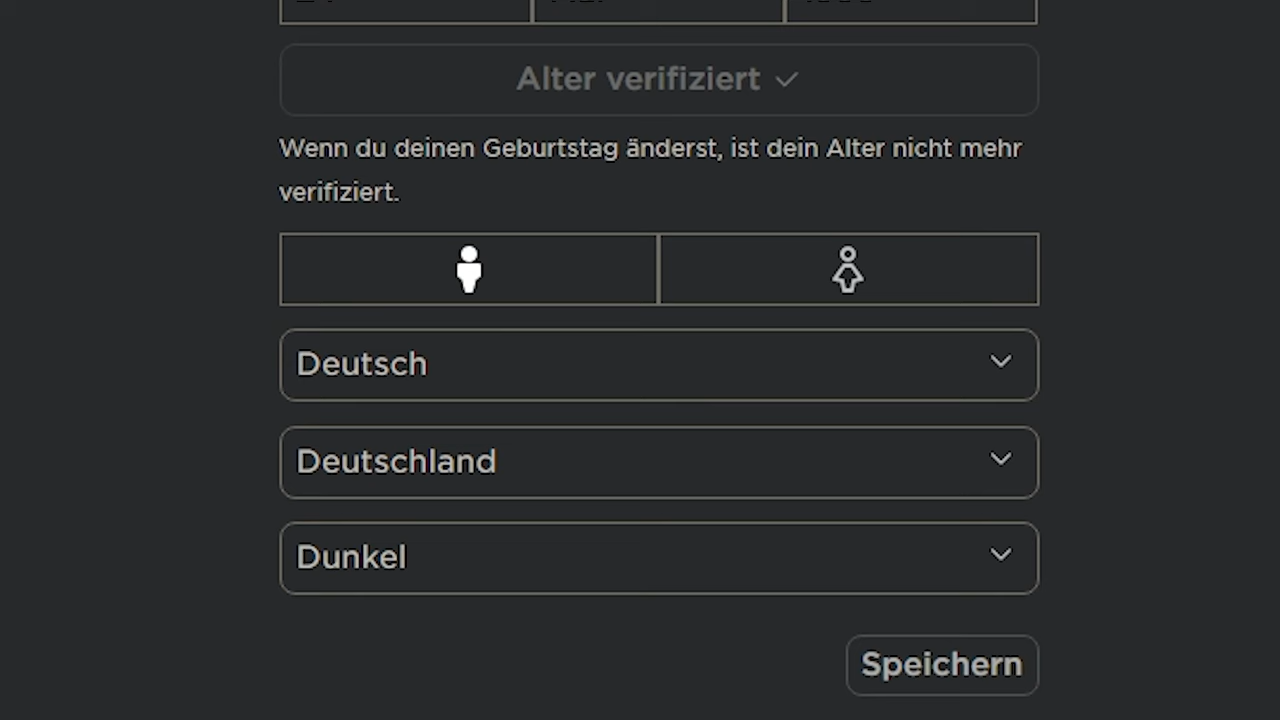 Alter verifiziert
Wenn du deinen Geburtstag änderst, ist dein Alter nicht mehr
verifiziert.
Deutsch
Deutschland
Dunkel
Speichern